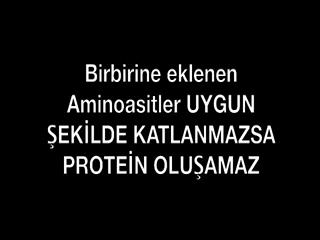 Birbirine eklenen
Aminoasitler UYGUN
ŞEKİLDE KATLANMAZSA
PROTEİN OLUŞAMAZ